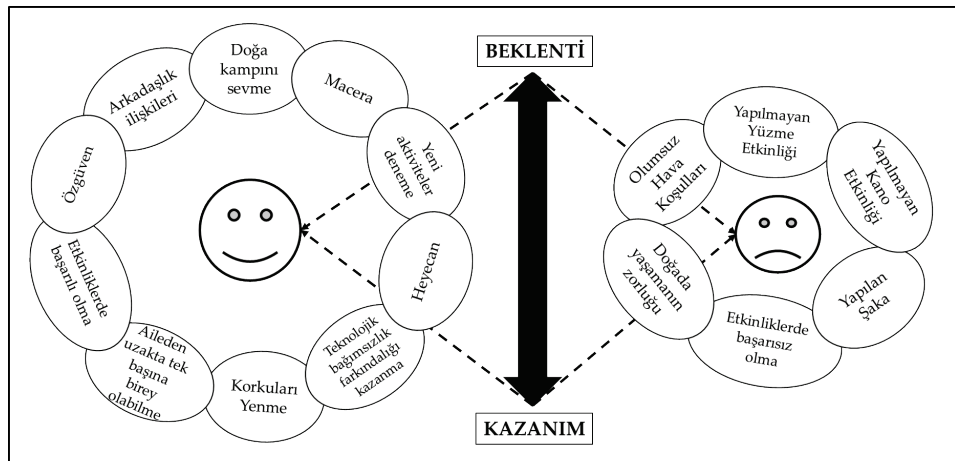 BEKLENTİ
Doğa
kampını
sevme
Macera
Yeni
aktiviteler
deneme
Heyecan
Teknolojik
bağımsızlık
farkındalığı
kazanma
Korkuları
Yenme
Aileden
uzakta tek
başına
birey
olabilme
Etkinliklerde
başarılı olma
Özgüven
Arkadaşlık
ilişkileri
Yapılmayan
Yüzme
Etkinliği
Yapılmayan
Kano
Etkinliği
Yapılan
Şaka
Etkinliklerde
başarısız
olma
Doğada
yaşamanın
zorluğu
Olumsuz
Hava
Koşulları
KAZANIM